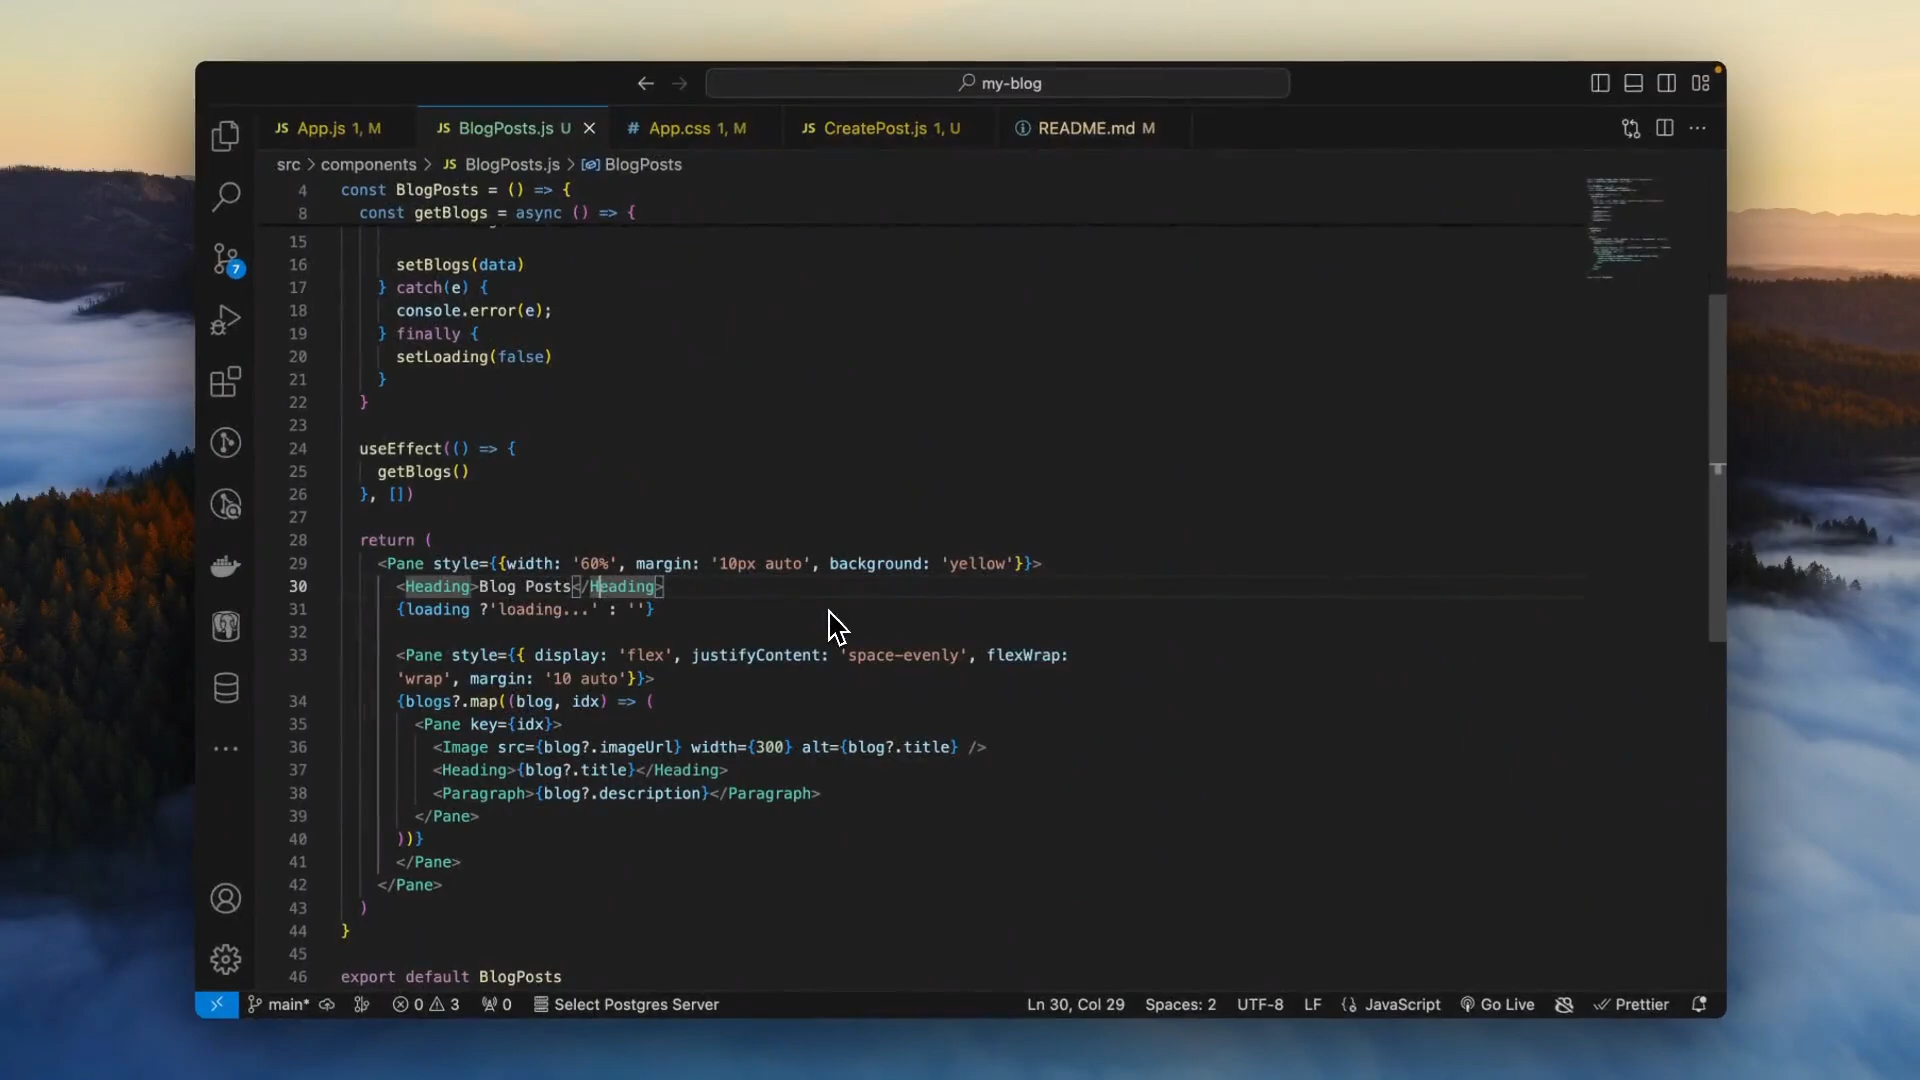 my-blog
JS App.js 1, M
JS BlogPosts.js U
# App.css 1, M
JS CreatePost.js 1, U
README.md M
src > components > JS BlogPosts.js > BlogPosts
4 const BlogPosts = () => {
8 const getBlogs = async () => {
15
16 setBlogs(data)
17 } catch(e) {
18 console.error(e);
19 } finally {
20 setLoading(false)
21 }
22 }
23
24 useEffect(() => {
25 getBlogs()
26 }, [])
27
28 return (
29 <Pane style={{width: '60%', margin: '10px auto', background: 'yellow'}}>
30 <Heading>Blog Posts</Heading>
31 {loading ?'loading...' : ''}
32
33 <Pane style={{ display: 'flex', justifyContent: 'space-evenly', flexWrap:
'wrap', margin: '10 auto'}}>
34 {blogs?.map((blog, idx) => (
35 <Pane key={idx}>
36 <Image src={blog?.imageUrl} width={300} alt={blog?.title} />
37 <Heading>{blog?.title}</Heading>
38 <Paragraph>{blog?.description}</Paragraph>
39 </Pane>
40 ))}
41 </Pane>
42 </Pane>
43 )
44 }
45
46 export default BlogPosts
7
main* 0 3 0 Select Postgres Server Ln 30, Col 29 Spaces: 2 UTF-8 LF JavaScript Go Live Prettier